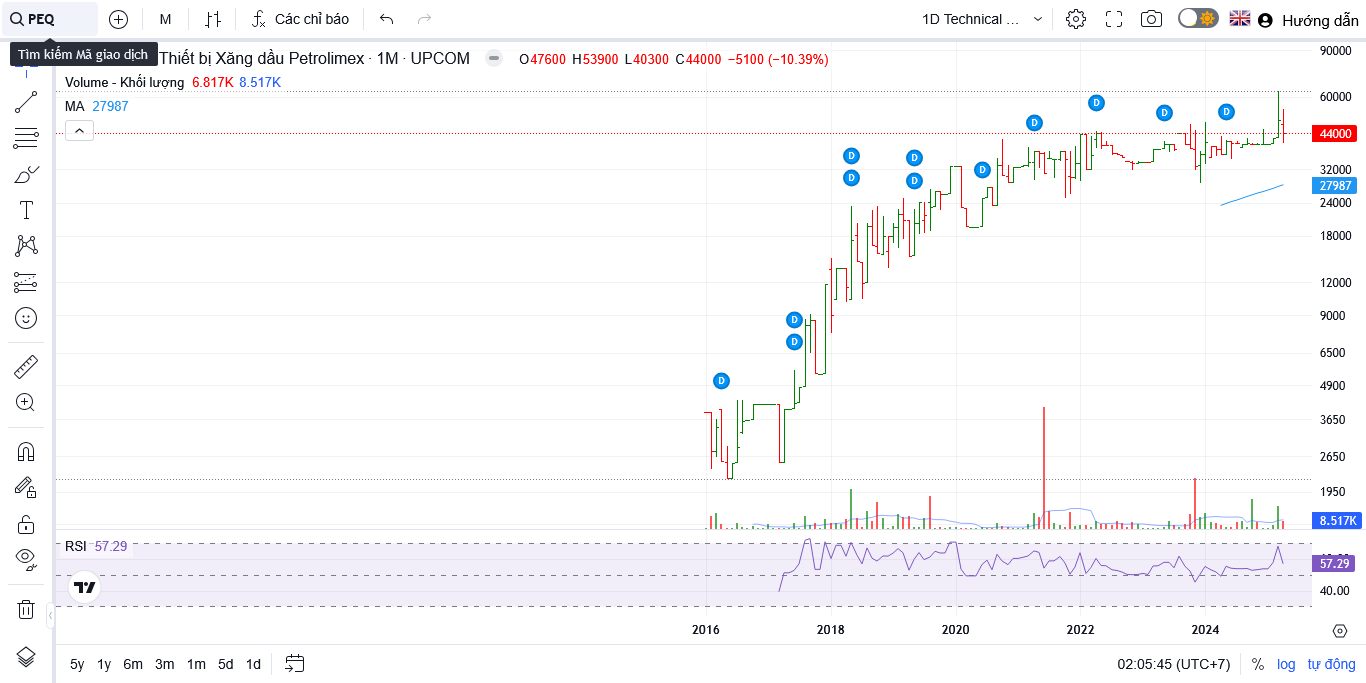 PEQ M Các chỉ báo 1D Technical ... Hướng dẫn
Tìm kiếm Mã giao dịch
Thiết bị Xăng dầu Petrolimex · 1M · UPCOM O47600 H53900 L40300 C44000 −5100 (−10.39%)
Volume - Khối lượng 6.817K 8.517K
MA 27987
90000
60000
44000
32000
27987
24000
18000
12000
9000
6500
4900
3650
2650
1950
8.517K
D
D
D
D
D
D
D
D
D
D
D
D
RSI 57.29
57.29
40.00
2016 2018 2020 2022 2024
5y 1y 6m 3m 1m 5d 1d 02:05:45 (UTC+7) % log tự động